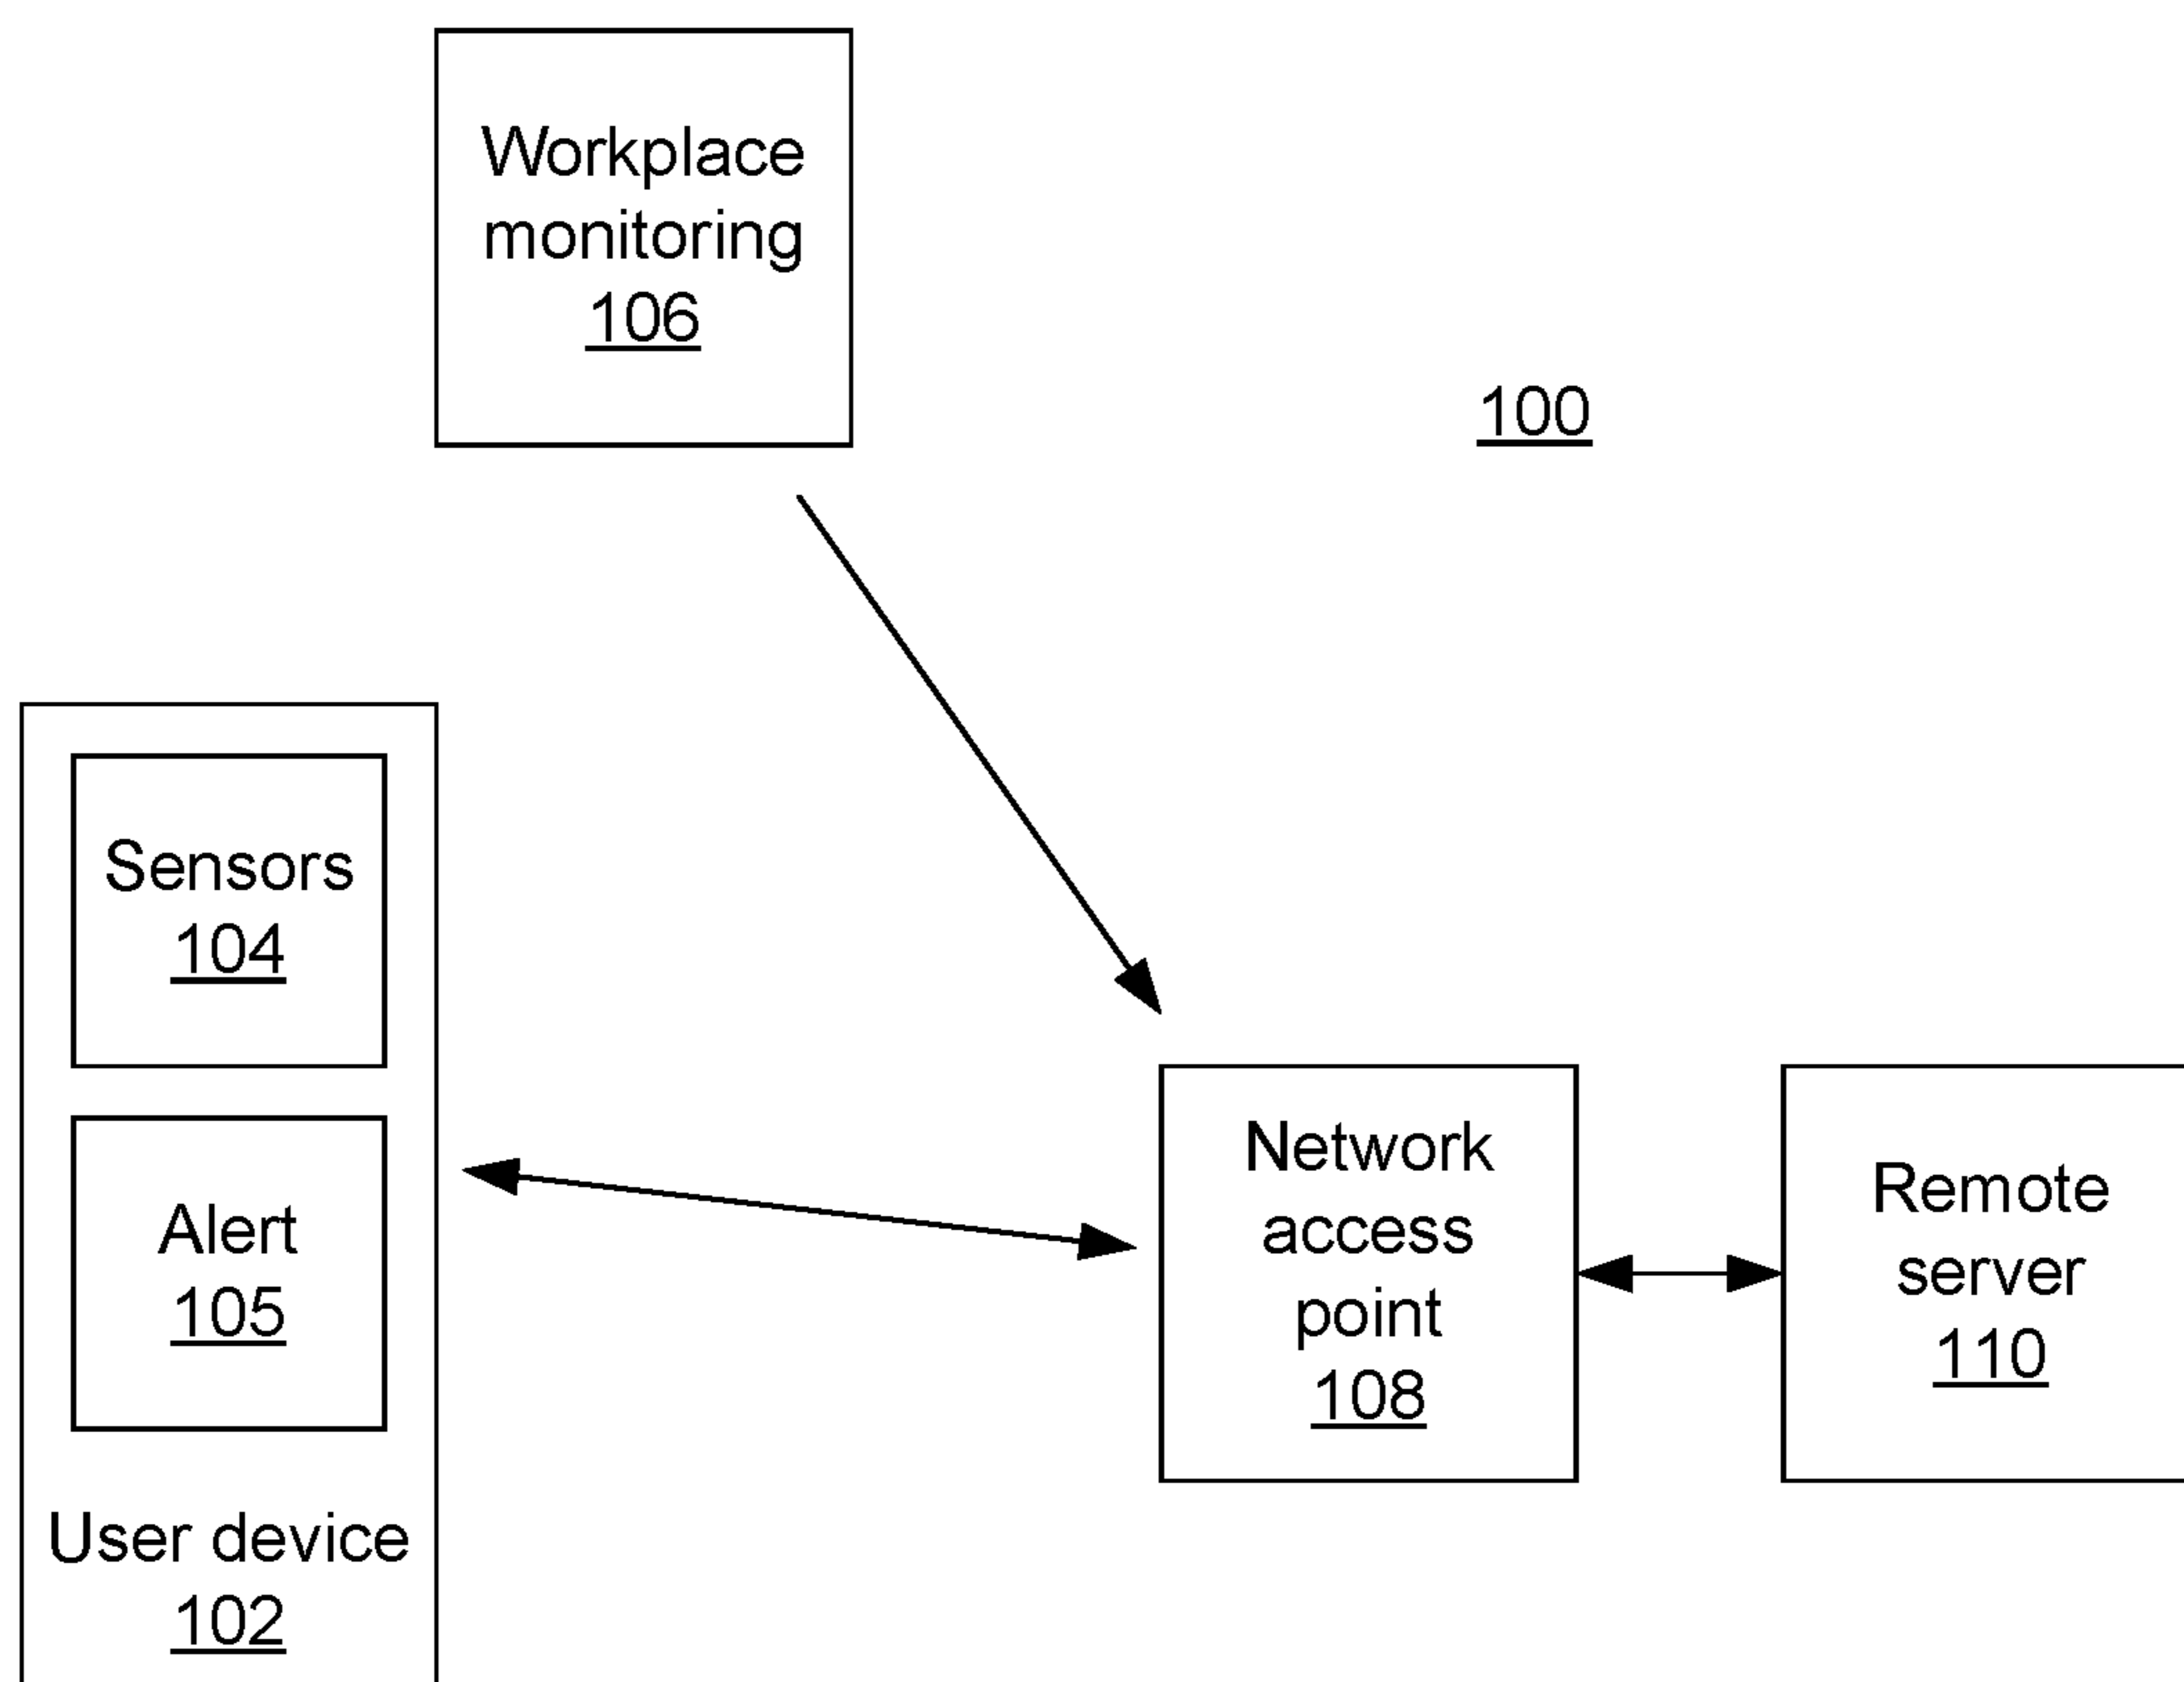 Workplace
monitoring
106
100
Sensors
104
Alert
105
User device
102
Network
access
point
108
Remote
server
110